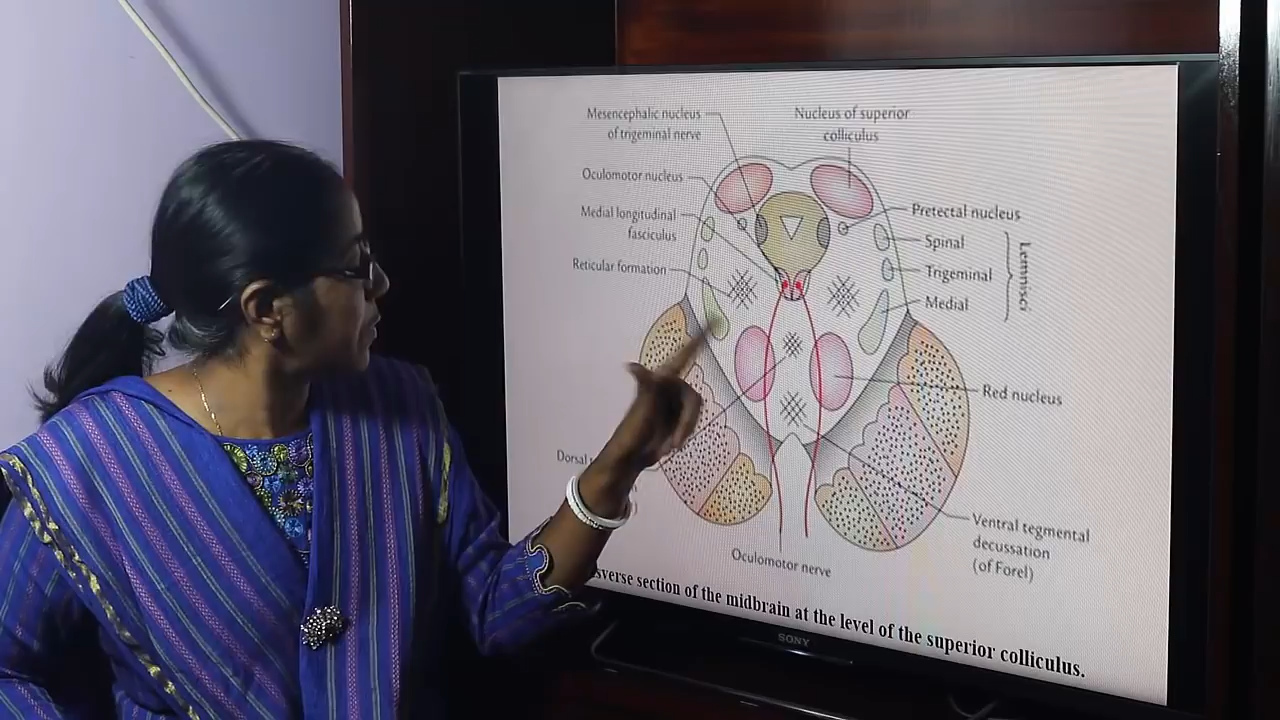 Mesencephalic nucleus
of trigeminal nerve
Nucleus of superior
colliculus
Oculomotor nucleus
Medial longitudinal
fasciculus
Reticular formation
Pretectal nucleus
Spinal
Trigeminal
Medial
Lemnisci
Red nucleus
Dorsal
Ventral tegmental
decussation
(of Forel)
Oculomotor nerve
section of the midbrain at the level of the superior colliculus.
SONY